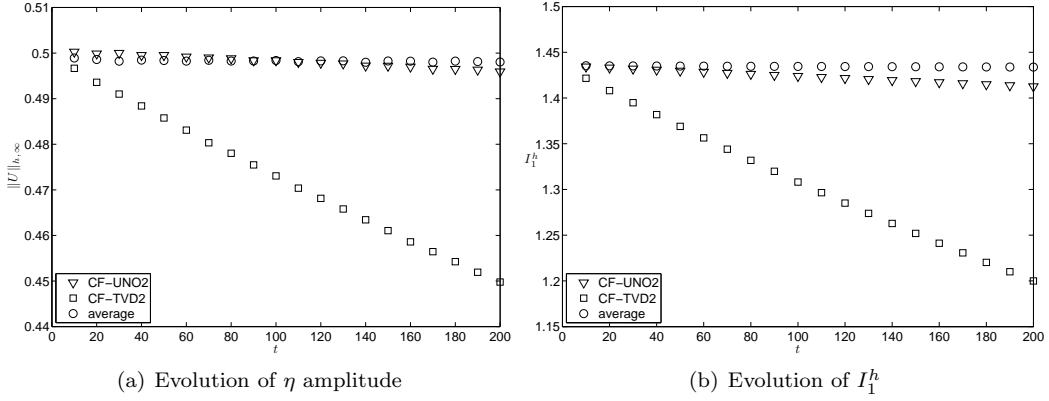 0.51
0.5
0.49
0.48
0.47
0.46
0.45
0.44
‖U‖h,∞
CF−UNO2
CF−TVD2
average
0 20 40 60 80 100 120 140 160 180 200
t
(a) Evolution of η amplitude
1.5
1.45
1.4
1.35
1.3
1.25
1.2
1.15
I₁ʰ
CF−UNO2
CF−TVD2
average
0 20 40 60 80 100 120 140 160 180 200
t
(b) Evolution of I₁ʰ